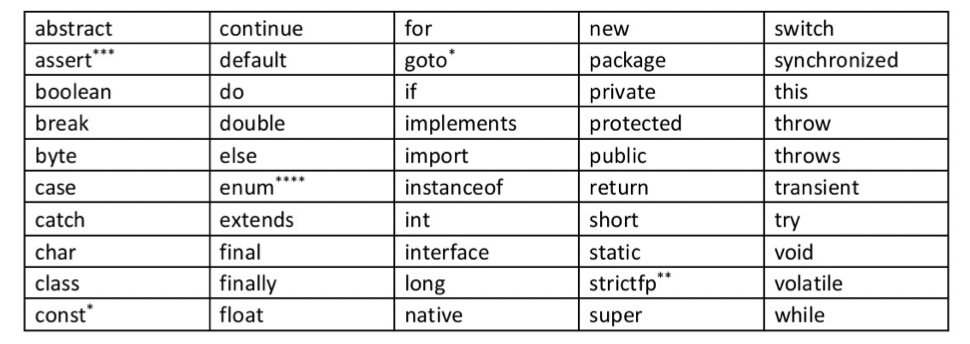 abstract continue for new switch
assert*** default goto* package synchronized
boolean do if private this
break double implements protected throw
byte else import public throws
case enum**** instanceof return transient
catch extends int short try
char final interface static void
class finally long strictfp** volatile
const* float native super while